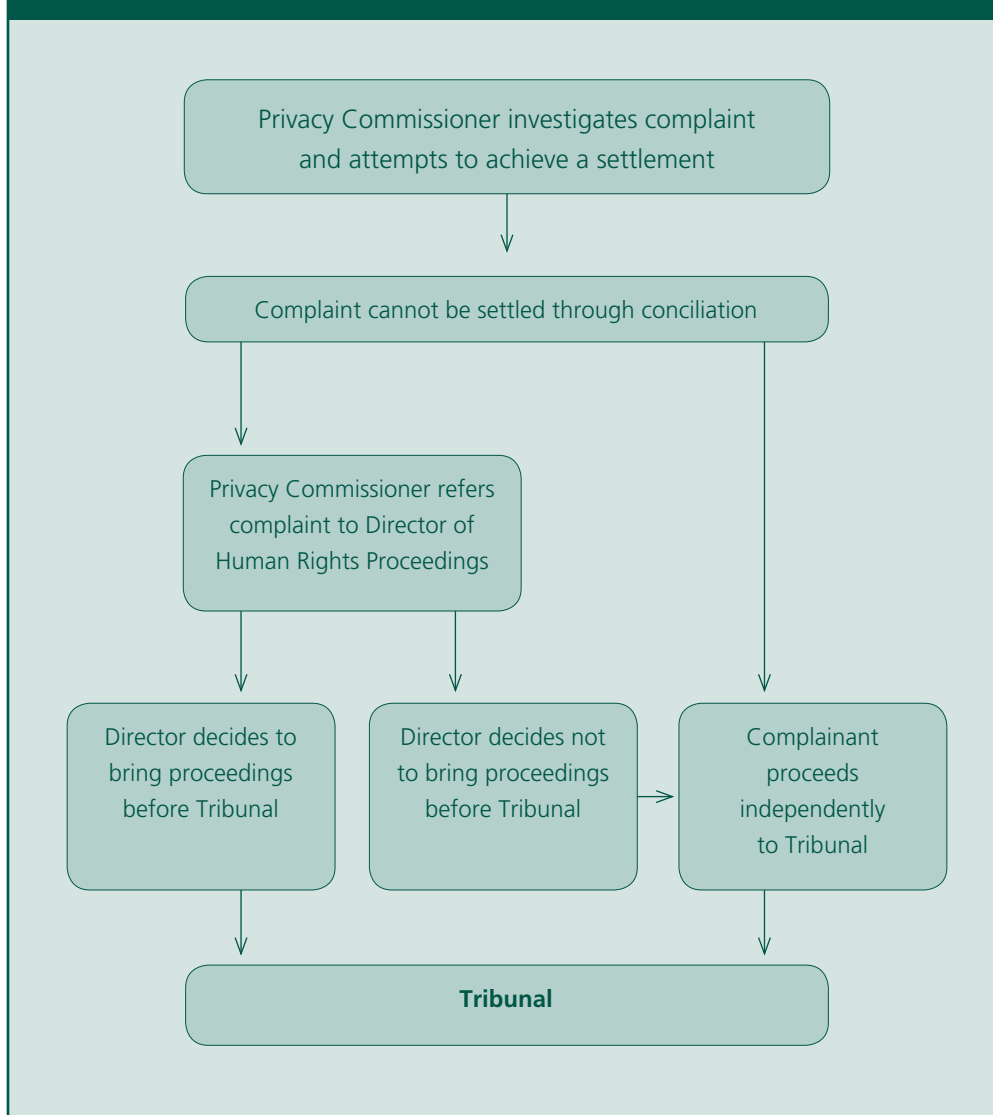 Privacy Commissioner investigates complaint
and attempts to achieve a settlement
Complaint cannot be settled through conciliation
Privacy Commissioner refers
complaint to Director of
Human Rights Proceedings
Director decides to
bring proceedings
before Tribunal
Director decides not
to bring proceedings
before Tribunal
Complainant
proceeds
independently
to Tribunal
Tribunal